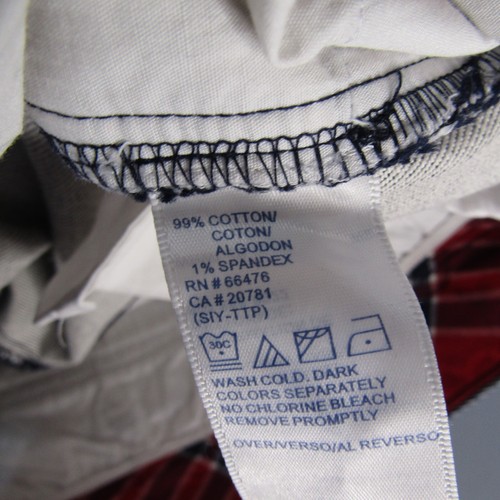 99% COTTON/
COTON/
ALGODON
1% SPANDEX
RN # 66476
CA # 20781
(SIY-TTP)
30C
WASH COLD. DARK
COLORS SEPARATELY
NO CHLORINE BLEACH
REMOVE PROMPTLY
OVER/VERSO/AL REVERSO